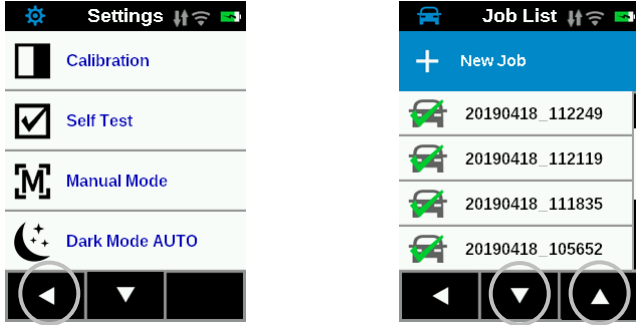 Settings
Calibration
Self Test
Manual Mode
Dark Mode AUTO
Job List
New Job
20190418_112249
20190418_112119
20190418_111835
20190418_105652